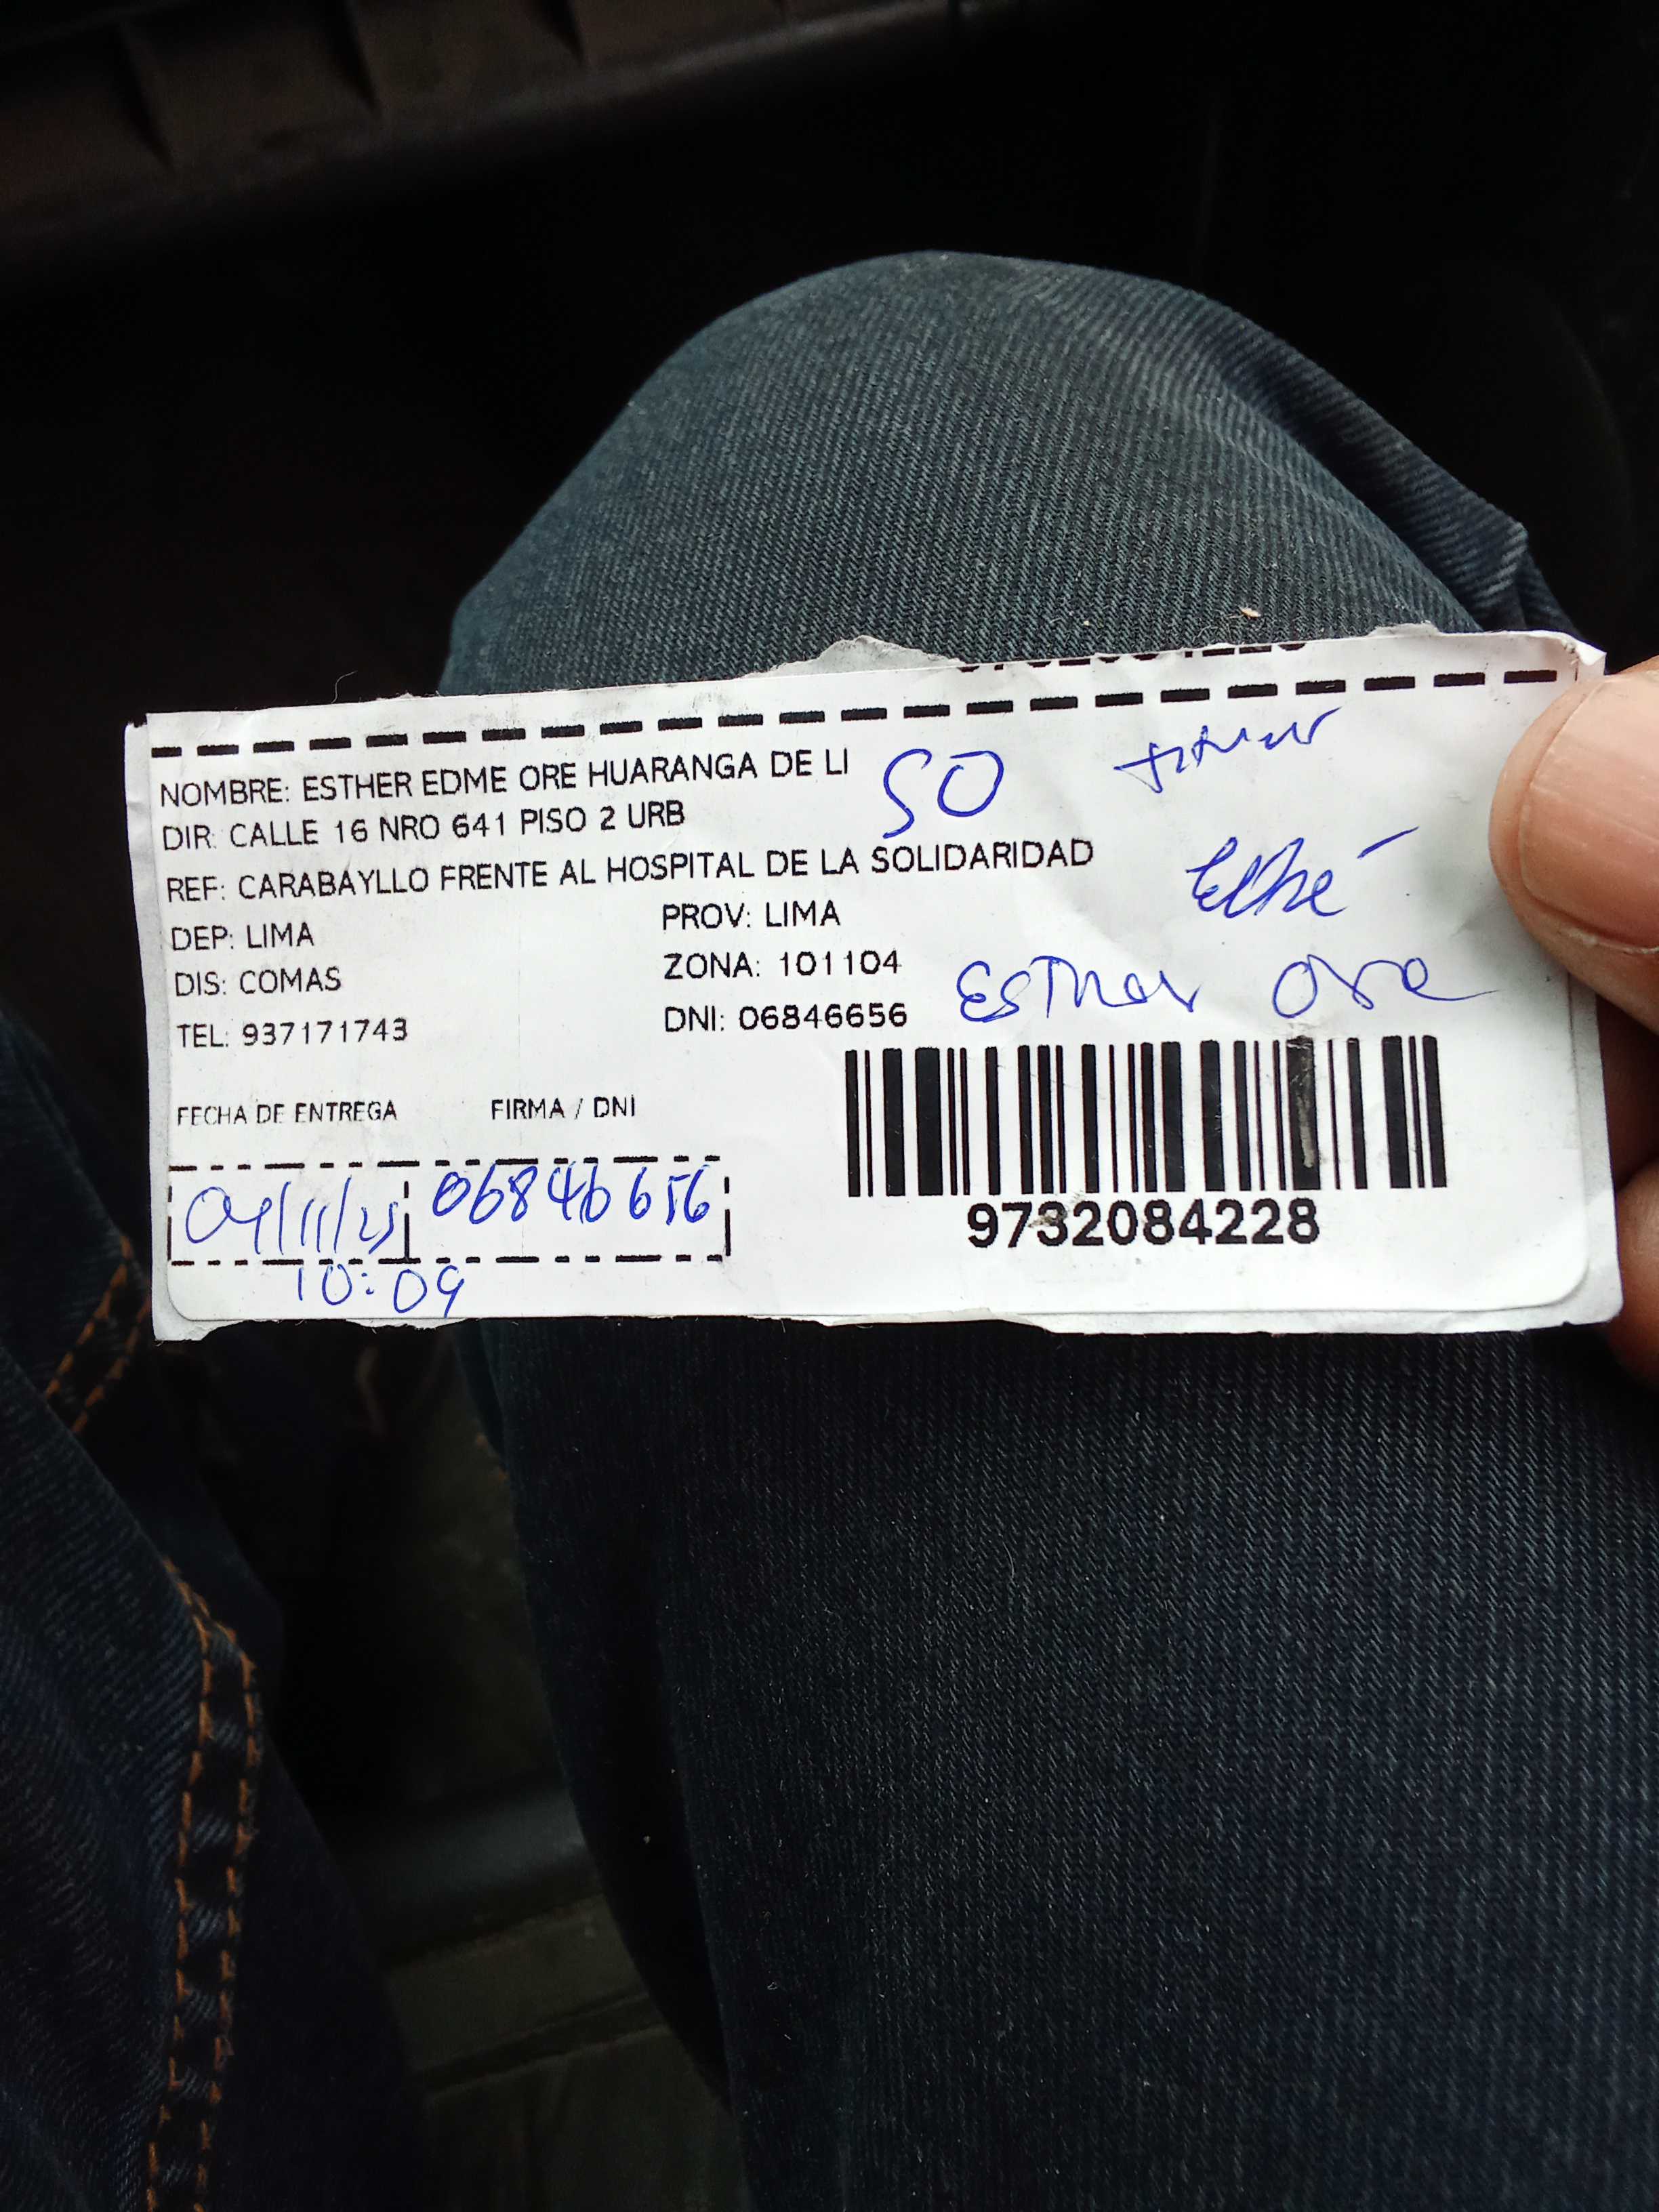 NOMBRE: ESTHER EDME ORE HUARANGA DE LI
SO
DIR: CALLE 16 NRO 641 PISO 2 URB
REF: CARABAYLLO FRENTE AL HOSPITAL DE LA SOLIDARIDAD
DEP: LIMA
PROV: LIMA
DIS: COMAS
ZONA: 101104
TEL: 937171743
DNI: 06846656
Esther Ore
FECHA DE ENTREGA
FIRMA / DNI
04/11/25
06846656
10:09
9732084228